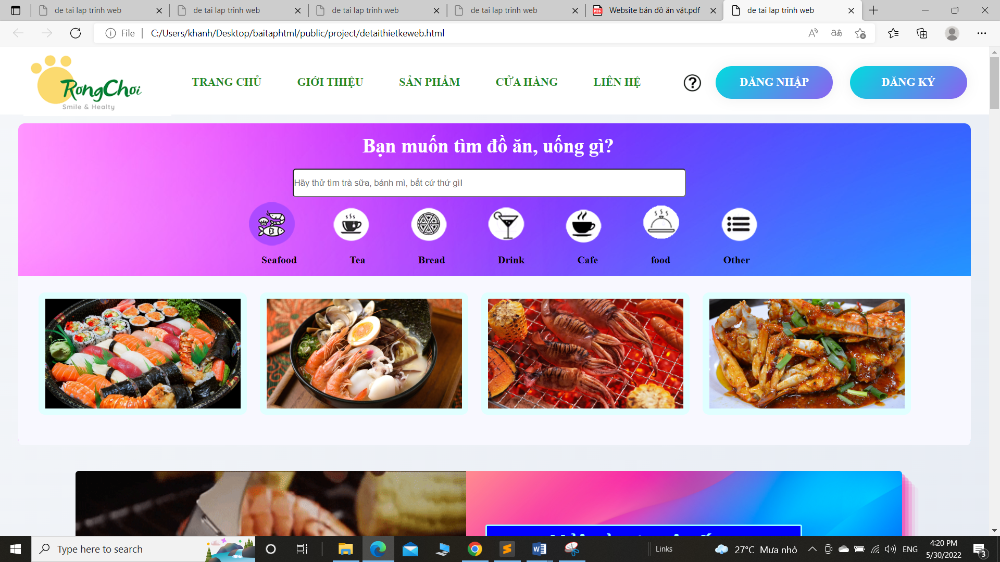 de tai lap trinh web
de tai lap trinh web
de tai lap trinh web
de tai lap trinh web
Website bán đồ ăn vặt.pdf
de tai lap trinh web
File
C:/Users/khanh/Desktop/baitaphtml/public/project/detaithietkeweb.html
RongChơi
Smile & Healty
TRANG CHỦ
GIỚI THIỆU
SẢN PHẨM
CỬA HÀNG
LIÊN HỆ
ĐĂNG NHẬP
ĐĂNG KÝ
Bạn muốn tìm đồ ăn, uống gì?
Hãy thử tìm trà sữa, bánh mì, bất cứ thứ gì!
Seafood
Tea
Bread
Drink
Cafe
food
Other
Type here to search
Links
27°C Mưa nhỏ
ENG
4:20 PM
5/30/2022
3